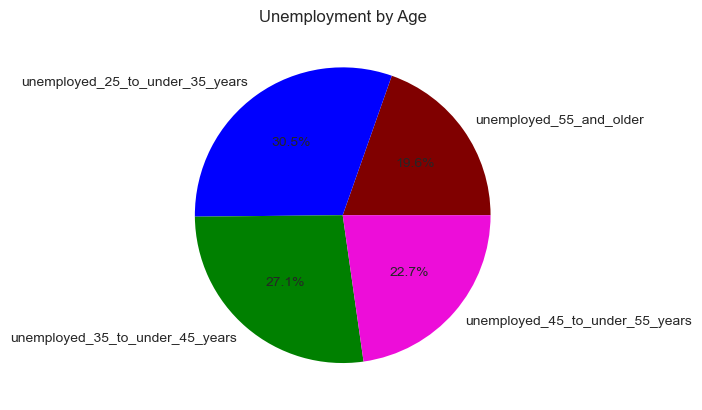 Unemployment by Age
unemployed_25_to_under_35_years
unemployed_55_and_older
27.1%
22.7%
unemployed_45_to_under_55_years
unemployed_35_to_under_45_years